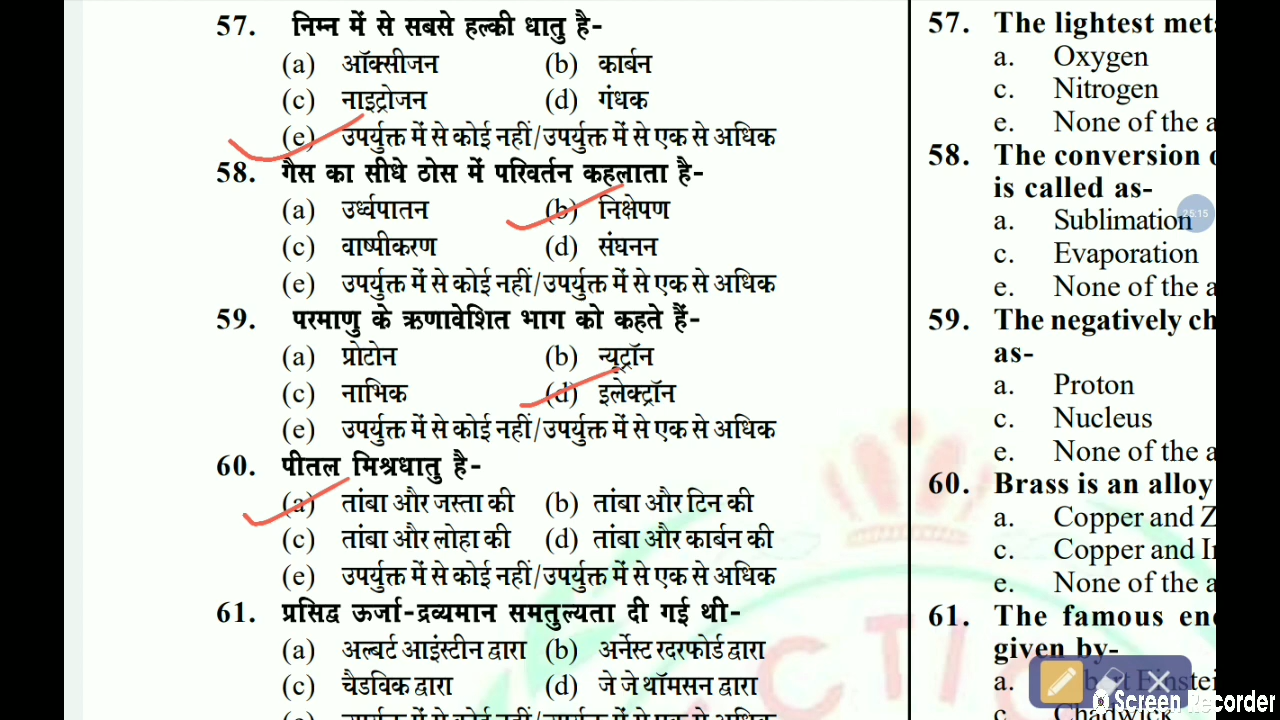 57. निम्न में से सबसे हल्की धातु है-
(a) ऑक्सीजन (b) कार्बन
(c) नाइट्रोजन (d) गंधक
(e) उपर्युक्त में से कोई नहीं/उपर्युक्त में से एक से अधिक
58. गैस का सीधे ठोस में परिवर्तन कहलाता है-
(a) उर्ध्वपातन (b) निक्षेपण
(c) वाष्पीकरण (d) संघनन
(e) उपर्युक्त में से कोई नहीं/उपर्युक्त में से एक से अधिक
59. परमाणु के ऋणावेशित भाग को कहते हैं-
(a) प्रोटोन (b) न्यूट्रॉन
(c) नाभिक (d) इलेक्ट्रॉन
(e) उपर्युक्त में से कोई नहीं/उपर्युक्त में से एक से अधिक
60. पीतल मिश्रधातु है-
(a) तांबा और जस्ता की (b) तांबा और टिन की
(c) तांबा और लोहा की (d) तांबा और कार्बन की
(e) उपर्युक्त में से कोई नहीं/उपर्युक्त में से एक से अधिक
61. प्रसिद्व ऊर्जा-द्रव्यमान समतुल्यता दी गई थी-
(a) अल्बर्ट आइंस्टीन द्वारा (b) अर्नेस्ट रदरफोर्ड द्वारा
(c) चैडविक द्वारा (d) जे जे थॉमसन द्वारा
57. The lightest
a. Oxygen
c. Nitrogen
e. None of the
58. The conversion
is called as-
a. Sublimation
c. Evaporation
e. None of the
59. The negatively
as-
a. Proton
c. Nucleus
e. None of the
60. Brass is an alloy
a. Copper and
c. Copper and
e. None of the
61. The famous
given by-
a.
c. Chadwick
25:15
CTIC
Screen Recorder